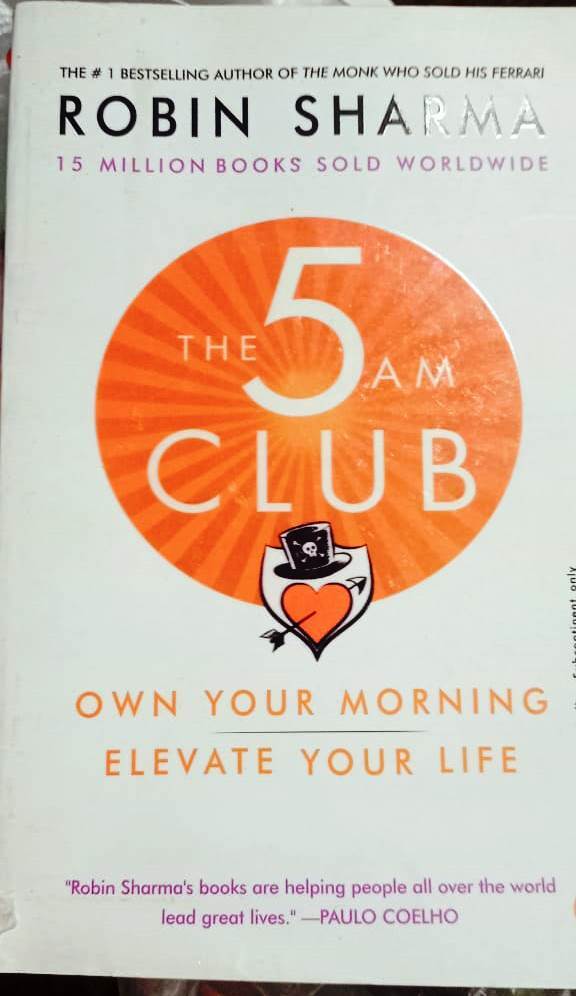 THE # 1 BESTSELLING AUTHOR OF THE MONK WHO SOLD HIS FERRARI
ROBIN SHARMA
15 MILLION BOOKS SOLD WORLDWIDE
THE 5 AM
CLUB
OWN YOUR MORNING
ELEVATE YOUR LIFE
"Robin Sharma's books are helping people all over the world
lead great lives." —PAULO COELHO
only